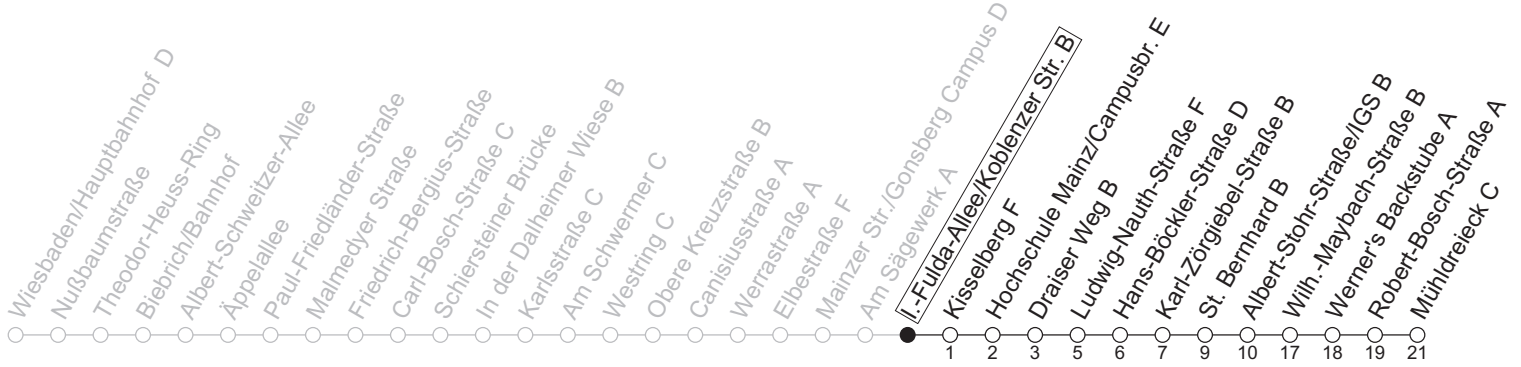 Wiesbaden/Hauptbahnhof D
Nußbaumstraße
Theodor-Heuss-Ring
Biebrich/Bahnhof
Albert-Schweitzer-Allee
Äppelallee
Paul-Friedländer-Straße
Malmedyer Straße
Friedrich-Bergius-Straße
Carl-Bosch-Straße C
Schiersteiner Brücke
In der Dalheimer Wiese B
Karlsstraße C
Am Schwermer C
Westring C
Obere Kreuzstraße B
Canisiusstraße A
Werrastraße A
Elbestraße F
Mainzer Str./Gonsberg Campus D
Am Sägewerk A
I.-Fulda-Allee/Koblenzer Str. B
Kisselberg F
Hochschule Mainz/Campusbr. E
Draiser Weg B
Ludwig-Nauth-Straße F
Hans-Böckler-Straße D
Karl-Zörgiebel-Straße B
St. Bernhard B
Albert-Stohr-Straße/IGS B
Wilh.-Maybach-Straße B
Werner's Backstube A
Robert-Bosch-Straße A
Mühldreieck C
1 2 3 5 6 7 9 10 17 18 19 21